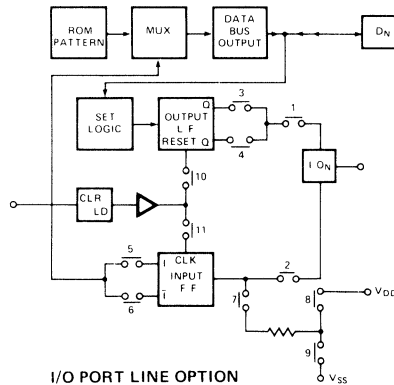 ROM PATTERN
MUX
DATA BUS OUTPUT
DN
SET LOGIC
OUTPUT Q
L F
RESET Q
3
4
1
I ON
10
CLR
LD
11
5
6
CLK
I INPUT
Ī F F
2
7
8
VDD
9
VSS
I/O PORT LINE OPTION